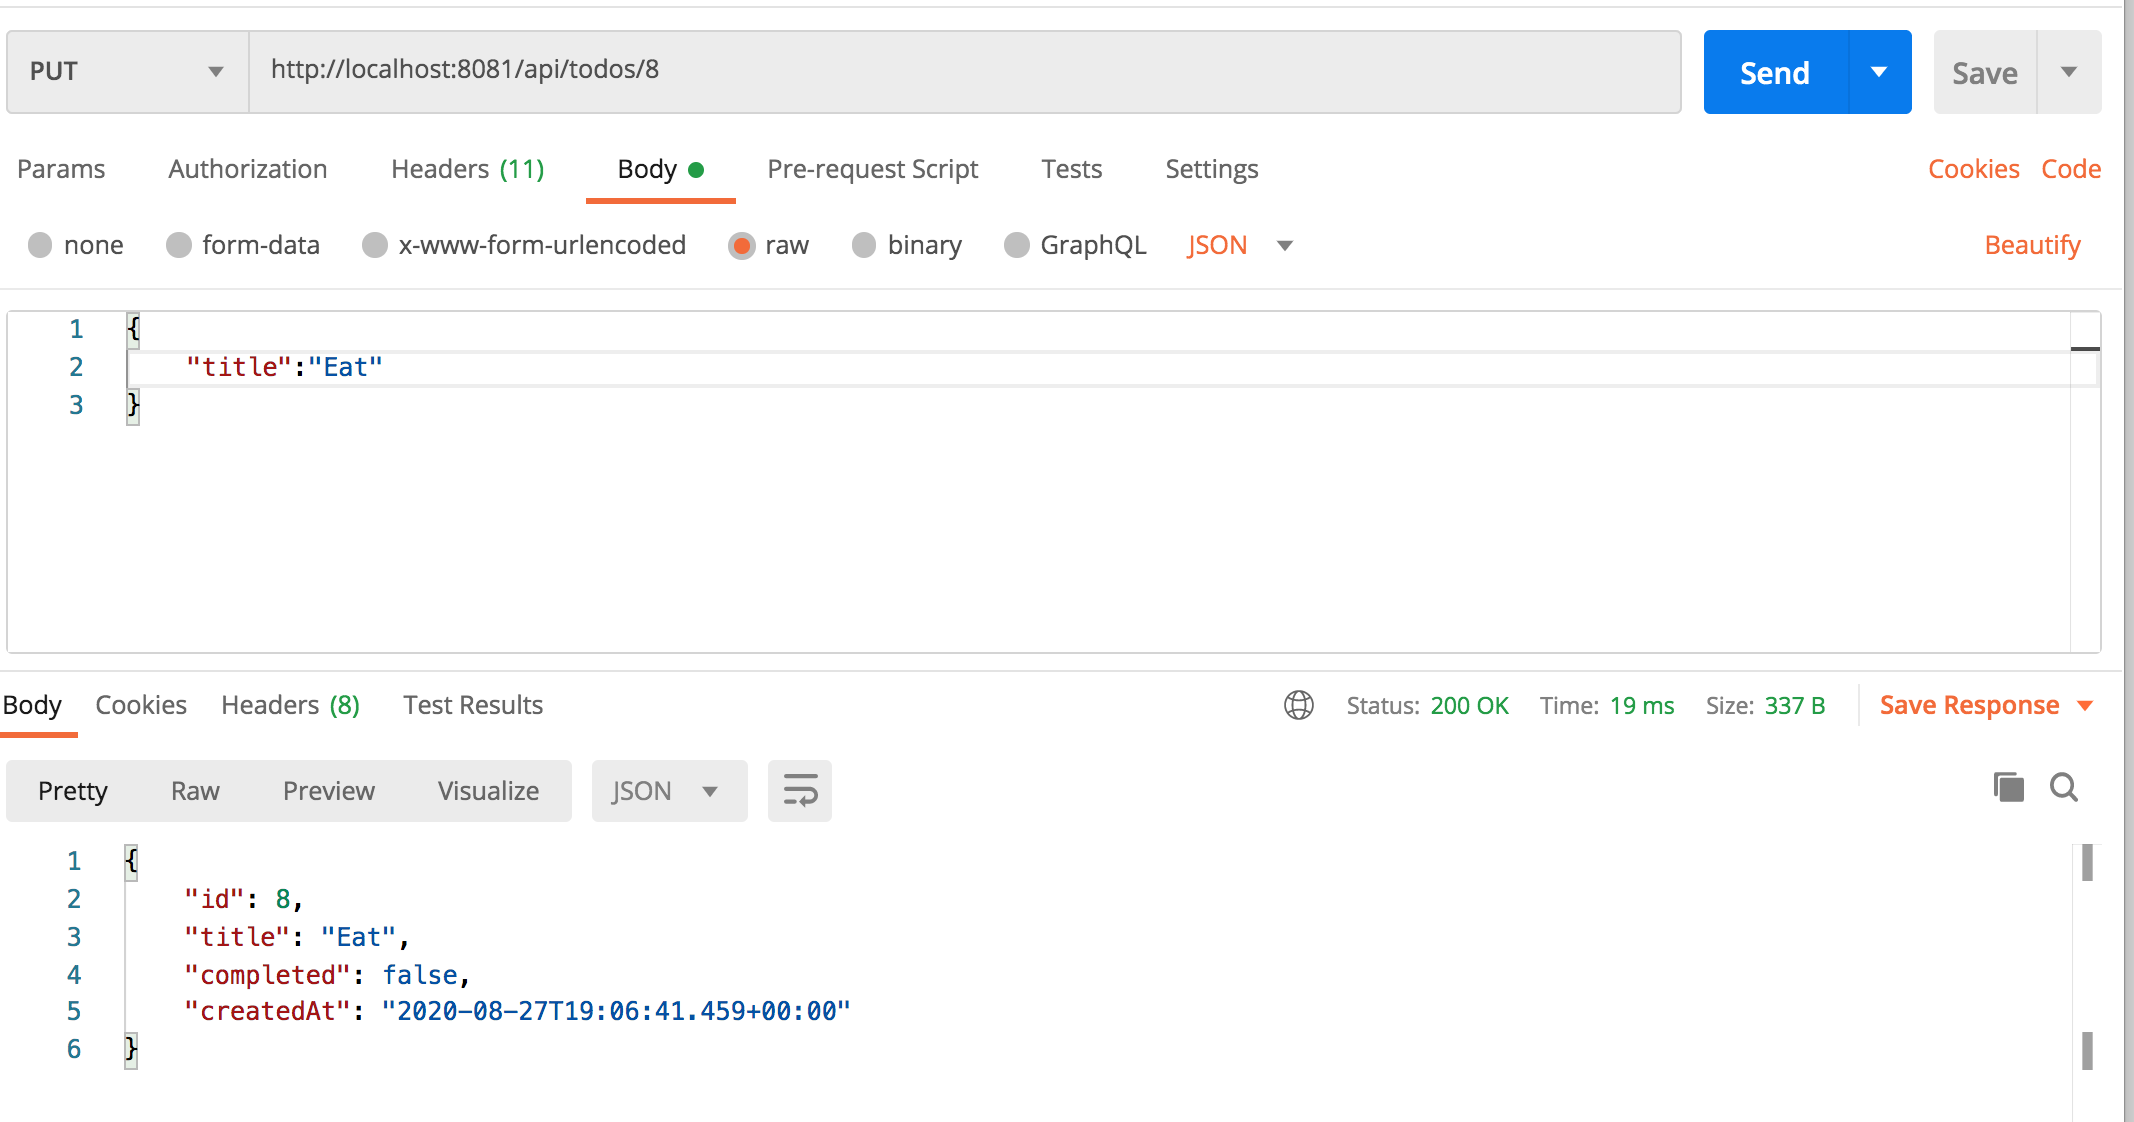 PUT http://localhost:8081/api/todos/8 Send Save
Params Authorization Headers (11) Body Pre-request Script Tests Settings Cookies Code
none form-data x-www-form-urlencoded raw binary GraphQL JSON Beautify
1 {
2 "title":"Eat"
3 }
Body Cookies Headers (8) Test Results Status: 200 OK Time: 19 ms Size: 337 B Save Response
Pretty Raw Preview Visualize JSON
1 {
2 "id": 8,
3 "title": "Eat",
4 "completed": false,
5 "createdAt": "2020-08-27T19:06:41.459+00:00"
6 }